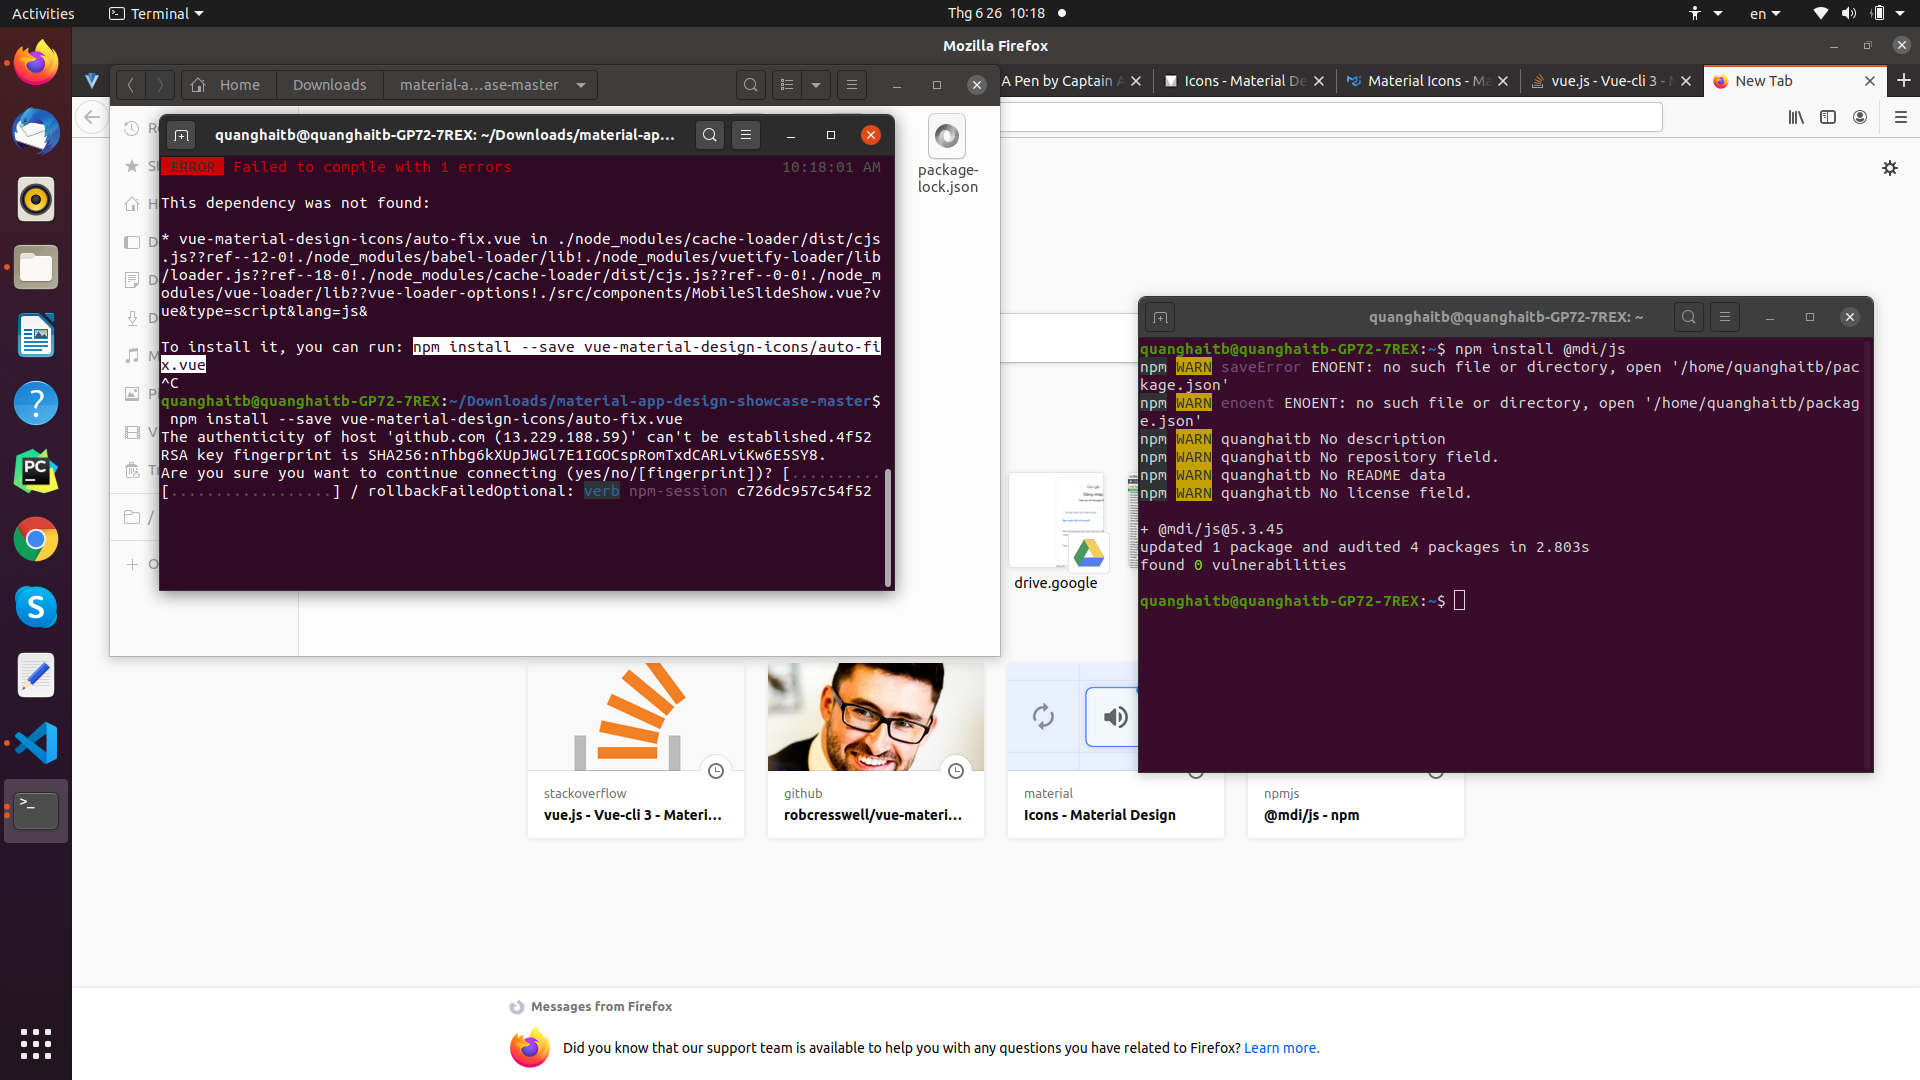 Activities
Terminal
Thg 6 26 10:18
en
Mozilla Firefox
Home
Downloads
material-a…ase-master
A Pen by Captain
Icons - Material De
Material Icons - Ma
vue.js - Vue-cli 3 -
New Tab
quanghaitb@quanghaitb-GP72-7REX: ~/Downloads/material-ap…
package-
lock.json
ERROR Failed to compile with 1 errors 10:18:01 AM
This dependency was not found:
* vue-material-design-icons/auto-fix.vue in ./node_modules/cache-loader/dist/cjs
.js??ref--12-0!./node_modules/babel-loader/lib!./node_modules/vuetify-loader/lib
/loader.js??ref--18-0!./node_modules/cache-loader/dist/cjs.js??ref--0-0!./node_m
odules/vue-loader/lib??vue-loader-options!./src/components/MobileSlideShow.vue?v
ue&type=script&lang=js&
To install it, you can run: npm install --save vue-material-design-icons/auto-fi
x.vue
^C
quanghaitb@quanghaitb-GP72-7REX:~/Downloads/material-app-design-showcase-master$
npm install --save vue-material-design-icons/auto-fix.vue
The authenticity of host 'github.com (13.229.188.59)' can't be established.4f52
RSA key fingerprint is SHA256:nThbg6kXUpJWGl7E1IGOCspRomTxdCARLviKw6E5SY8.
Are you sure you want to continue connecting (yes/no/[fingerprint])? [..........
[..................] / rollbackFailedOptional: verb npm-session c726dc957c54f52
quanghaitb@quanghaitb-GP72-7REX: ~
quanghaitb@quanghaitb-GP72-7REX:~$ npm install @mdi/js
npm WARN saveError ENOENT: no such file or directory, open '/home/quanghaitb/pac
kage.json'
npm WARN enoent ENOENT: no such file or directory, open '/home/quanghaitb/packag
e.json'
npm WARN quanghaitb No description
npm WARN quanghaitb No repository field.
npm WARN quanghaitb No README data
npm WARN quanghaitb No license field.
+ @mdi/js@5.3.45
updated 1 package and audited 4 packages in 2.803s
found 0 vulnerabilities
quanghaitb@quanghaitb-GP72-7REX:~$
drive.google
stackoverflow
vue.js - Vue-cli 3 - Materi…
github
robcresswell/vue-materi…
material
Icons - Material Design
npmjs
@mdi/js - npm
Messages from Firefox
Did you know that our support team is available to help you with any questions you have related to Firefox? Learn more.